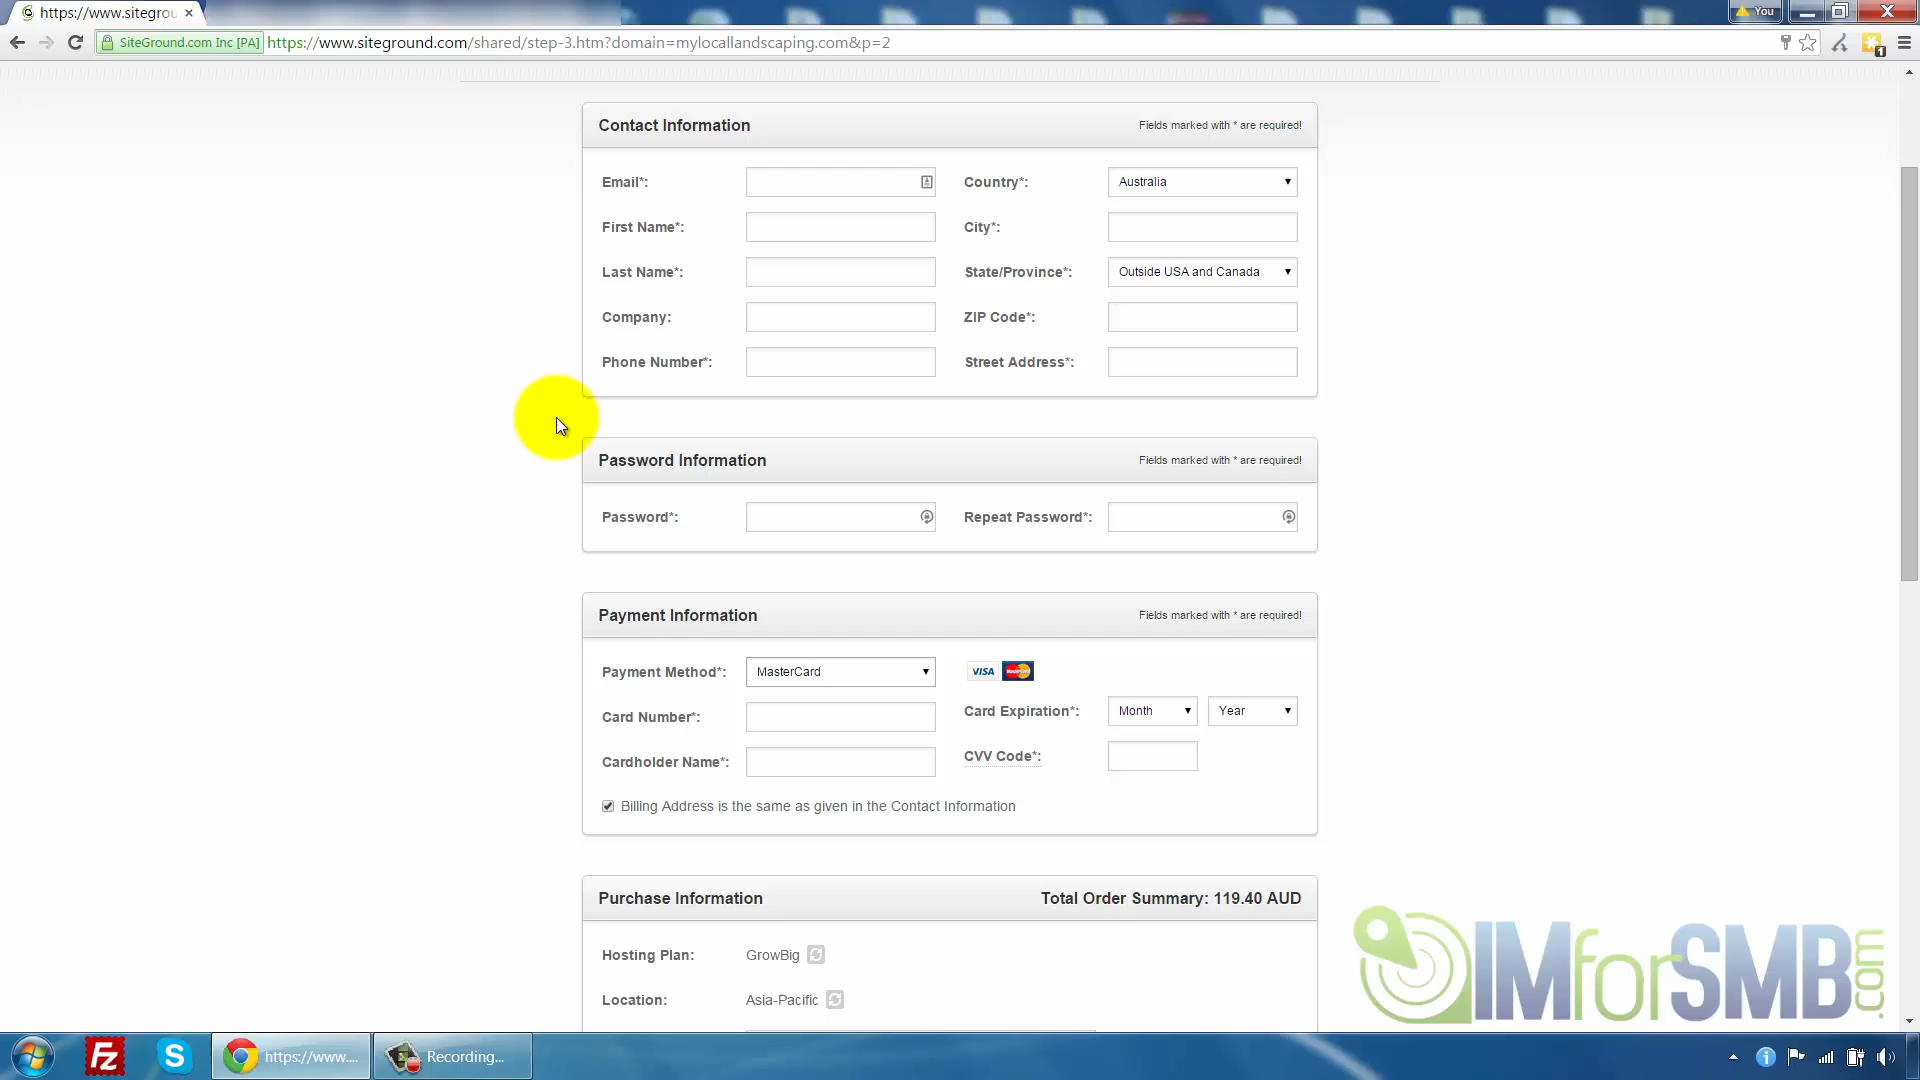 https://www.sitegrou
You
SiteGround.com Inc [PA] https://www.siteground.com/shared/step-3.htm?domain=mylocallandscaping.com&p=2
1
Contact Information Fields marked with * are required!
Email*: Country*: Australia
First Name*: City*:
Last Name*: State/Province*: Outside USA and Canada
Company: ZIP Code*:
Phone Number*: Street Address*:
Password Information Fields marked with * are required!
Password*: Repeat Password*:
Payment Information Fields marked with * are required!
Payment Method*: MasterCard VISA MasterCard
Card Number*: Card Expiration*: Month Year
Cardholder Name*: CVV Code*:
Billing Address is the same as given in the Contact Information
Purchase Information Total Order Summary: 119.40 AUD
Hosting Plan: GrowBig
Location: Asia-Pacific
IMforSMB.com
https://www.... Recording...